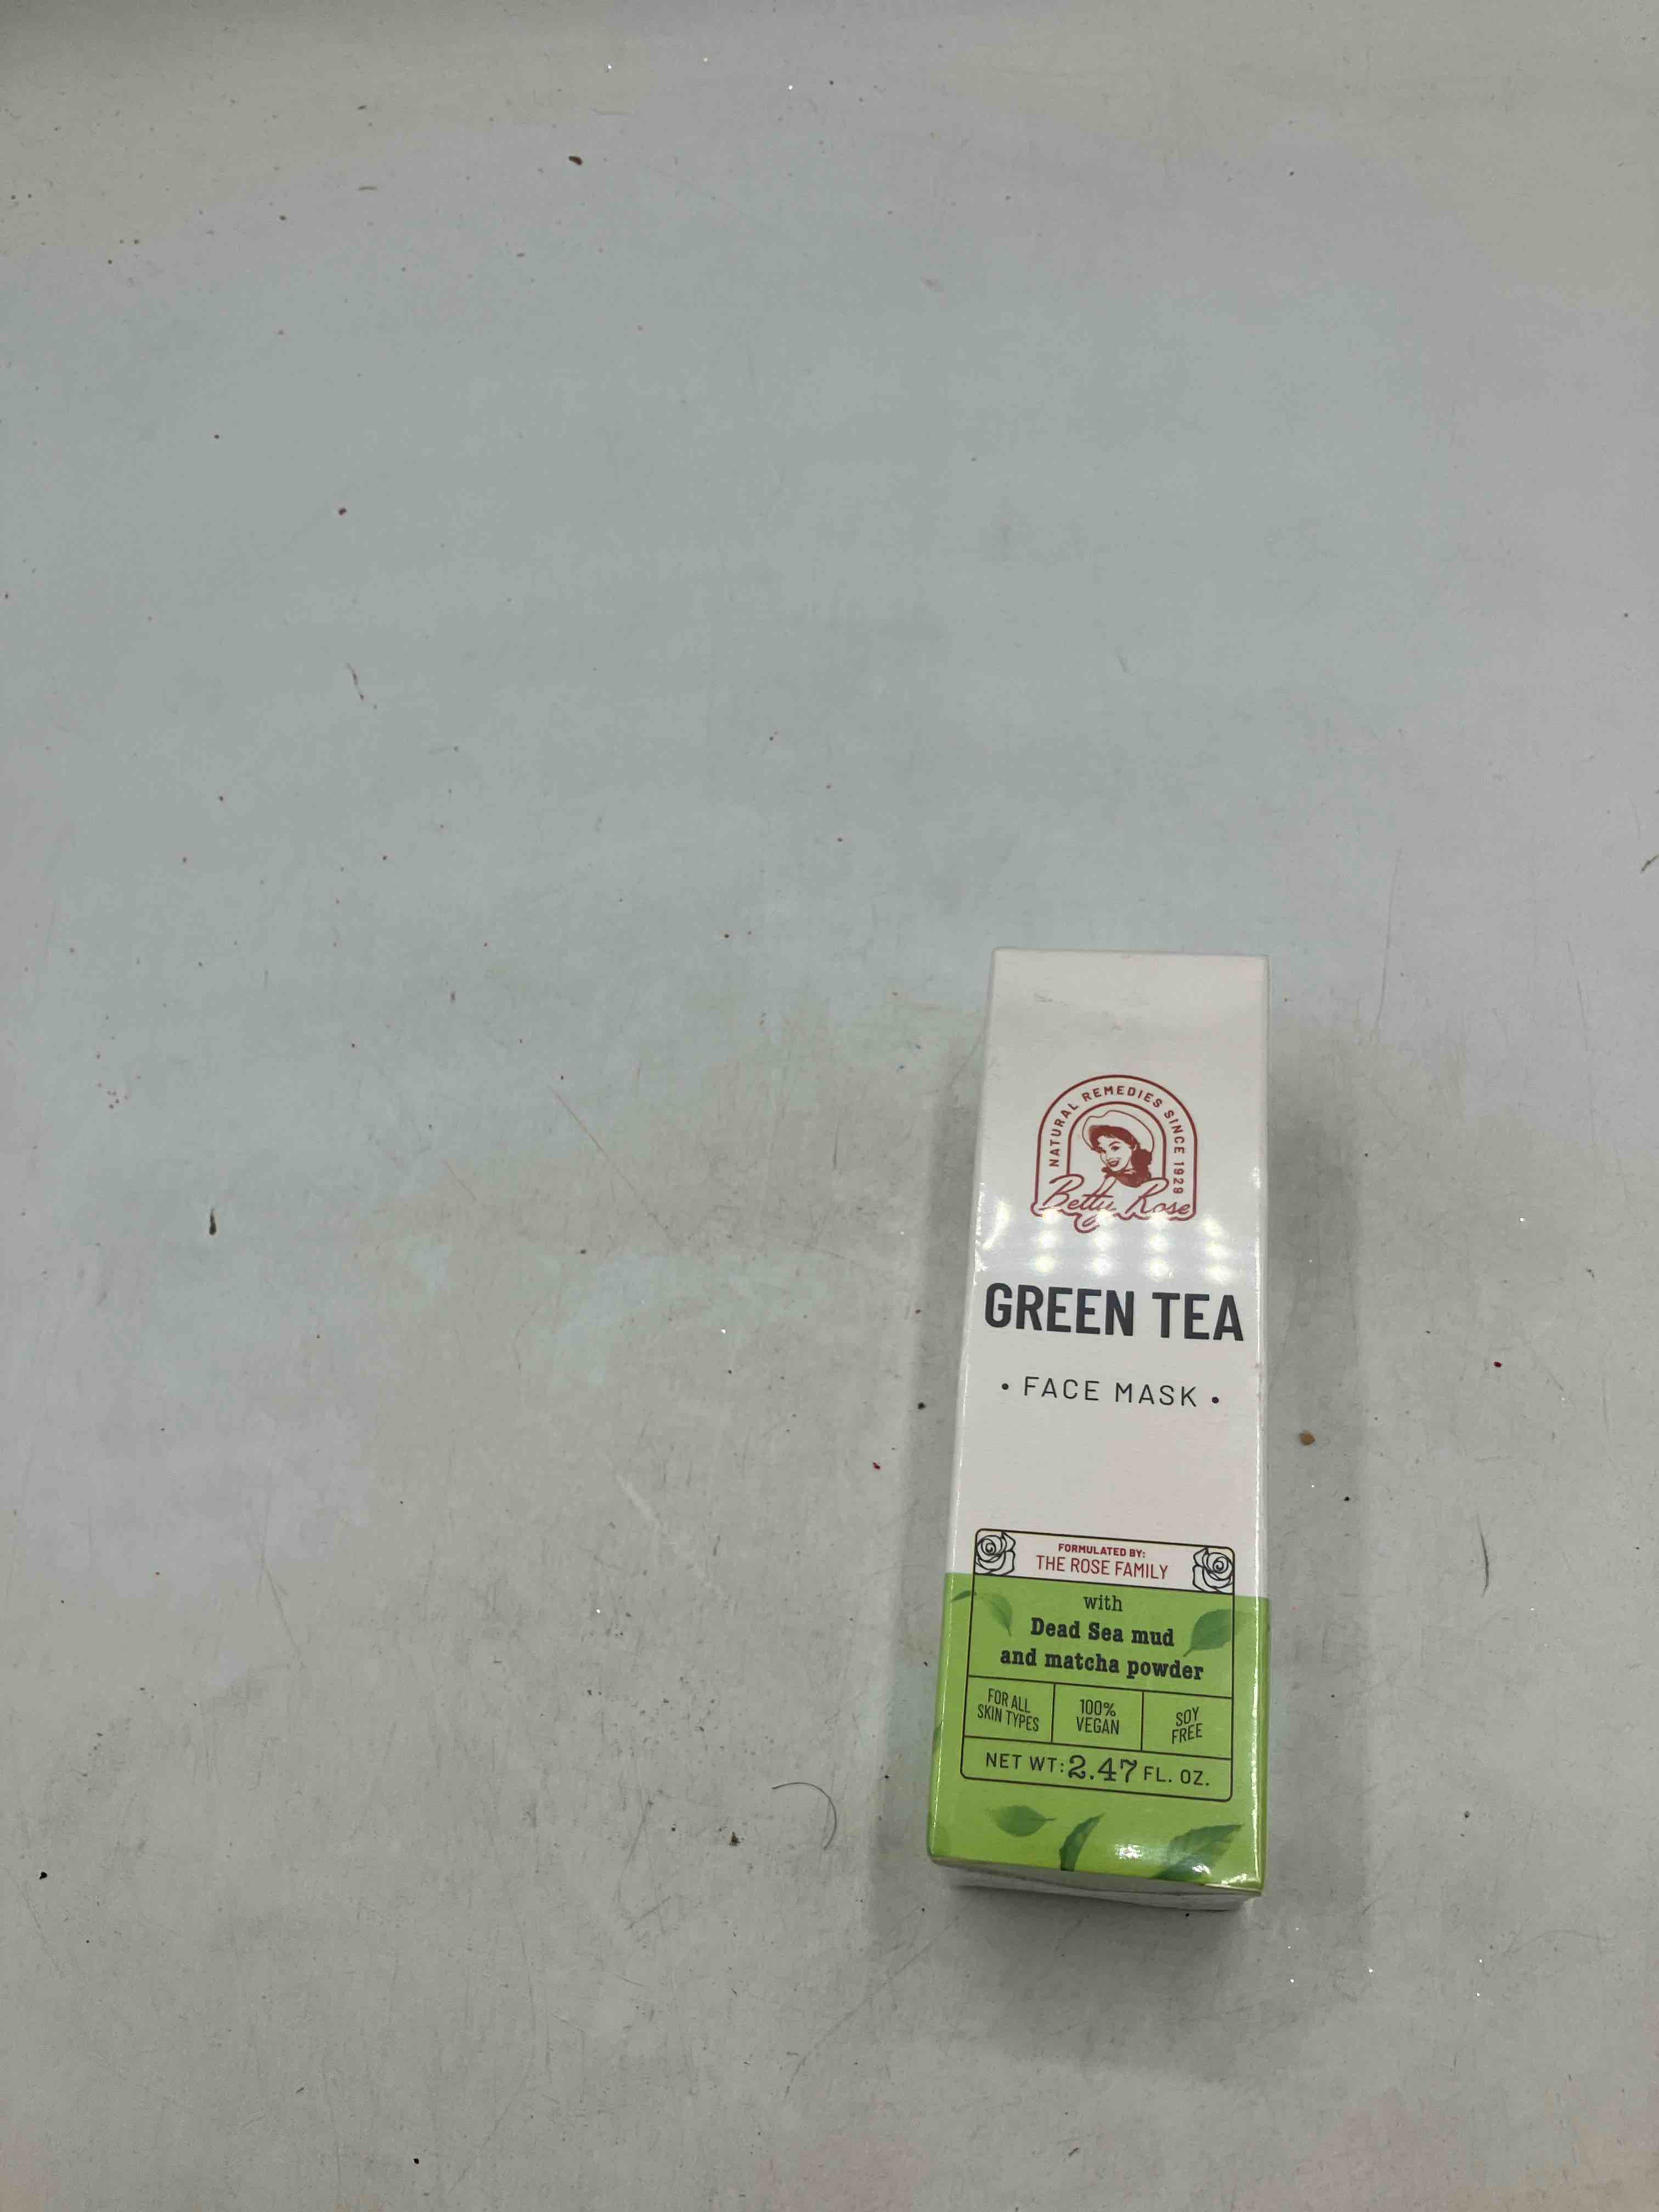 NATURAL REMEDIES SINCE 1929
Betty Rose
GREEN TEA
• FACE MASK •
FORMULATED BY:
THE ROSE FAMILY
with
Dead Sea mud
and matcha powder
FOR ALL
SKIN TYPES
100%
VEGAN
SOY
FREE
NET WT: 2.47 FL. OZ.